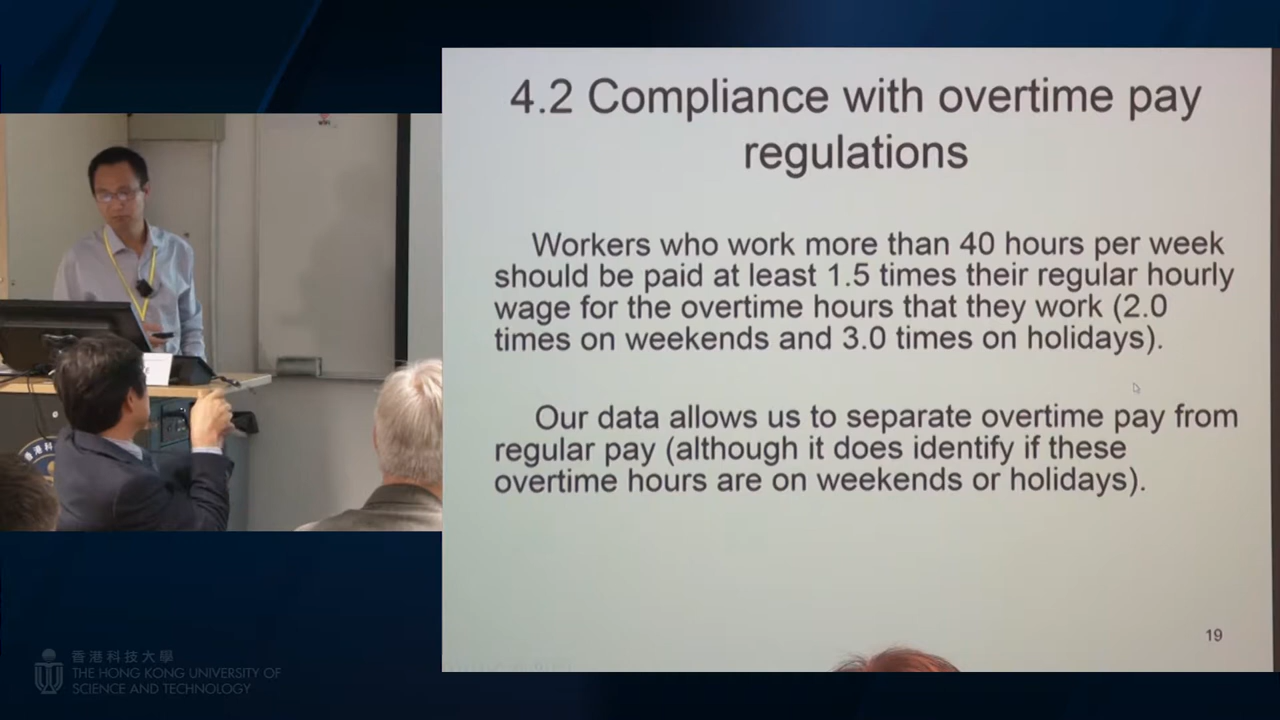 4.2 Compliance with overtime pay
regulations
Workers who work more than 40 hours per week
should be paid at least 1.5 times their regular hourly
wage for the overtime hours that they work (2.0
times on weekends and 3.0 times on holidays).
Our data allows us to separate overtime pay from
regular pay (although it does identify if these
overtime hours are on weekends or holidays).
19
香港科技大學
THE HONG KONG UNIVERSITY OF
SCIENCE AND TECHNOLOGY